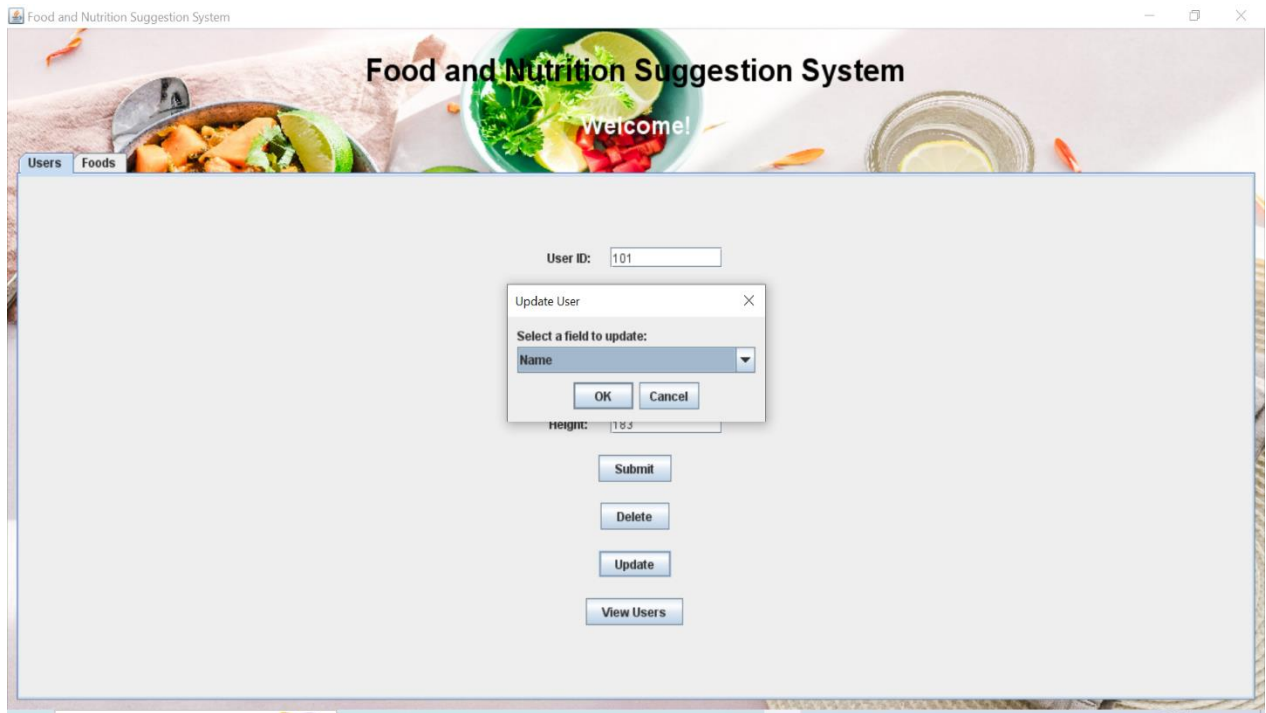 Food and Nutrition Suggestion System
Food and Nutrition Suggestion System
Welcome!
Users Foods
User ID: 101
Update User
Select a field to update:
Name
OK Cancel
Height: 183
Submit
Delete
Update
View Users